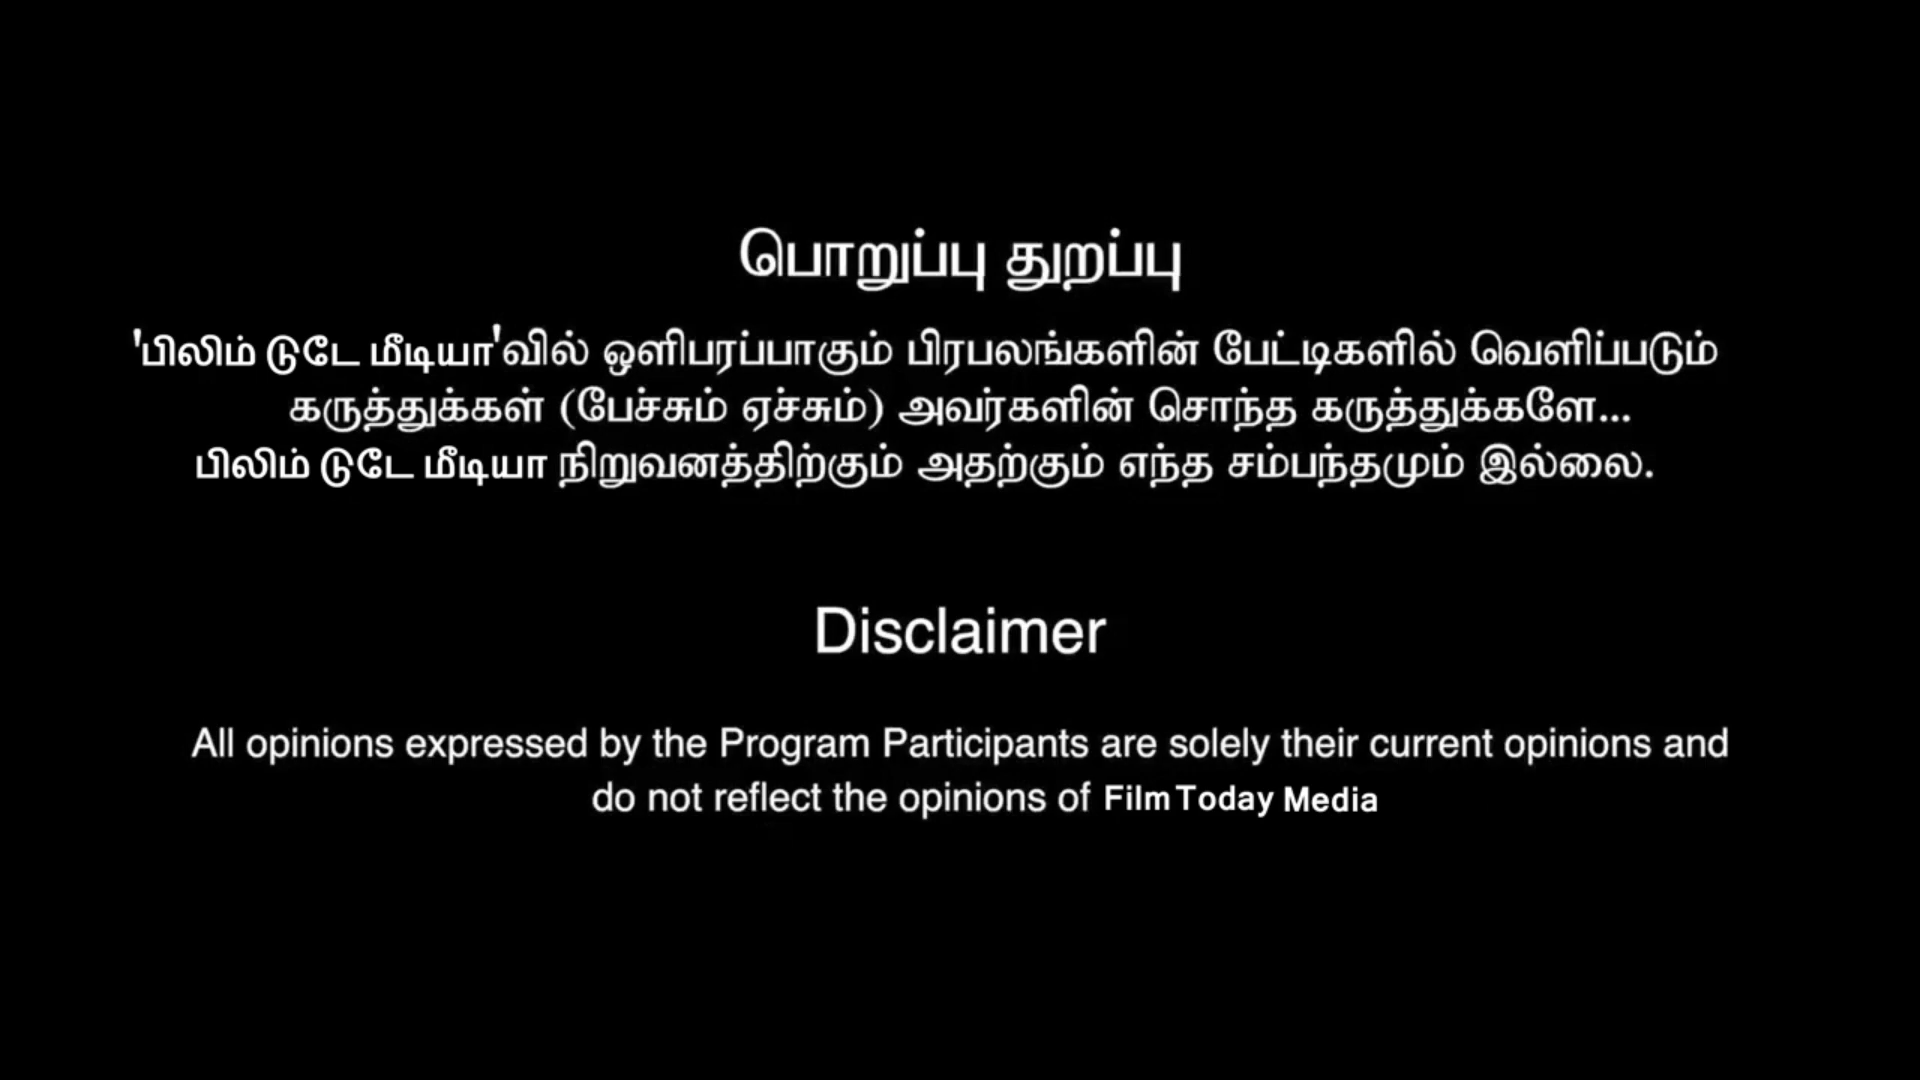 பொறுப்பு துறப்பு
'பிலிம் டுடே மீடியா'வில் ஒளிபரப்பாகும் பிரபலங்களின் பேட்டிகளில் வெளிப்படும்
கருத்துக்கள் (பேச்சும் ஏச்சும்) அவர்களின் சொந்த கருத்துக்களே...
பிலிம் டுடே மீடியா நிறுவனத்திற்கும் அதற்கும் எந்த சம்பந்தமும் இல்லை.
Disclaimer
All opinions expressed by the Program Participants are solely their current opinions and
do not reflect the opinions of Film Today Media